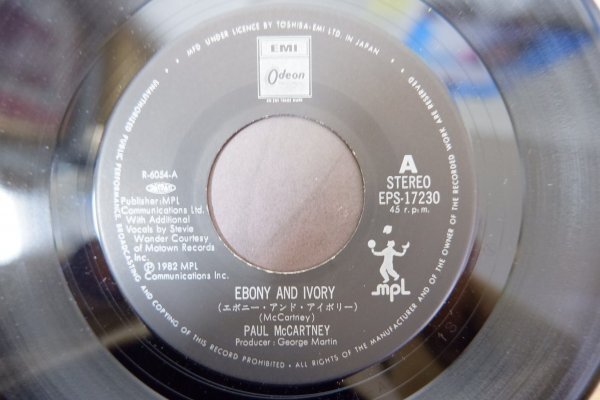 MFD UNDER LICENCE BY TOSHIBA-EMI LTD. IN JAPAN
EMI
Odeon
R-6054-A
Publisher: MPL
Communications Ltd.
With Additional
Vocals by Stevie
Wonder Courtesy
of Motown Records
Inc.
Ⓟ 1982 MPL
Communications Inc.
A
STEREO
EPS-17230
45 r.p.m.
mpl
EBONY AND IVORY
(エボニー・アンド・アイボリー)
(McCartney)
PAUL McCARTNEY
Producer : George Martin
UNAUTHORIZED PUBLIC PERFORMANCE, BROADCASTING AND COPYING OF THIS RECORD PROHIBITED • ALL RIGHTS OF THE MANUFACTURER AND OF THE OWNER OF THE RECORDED WORK ARE RESERVED